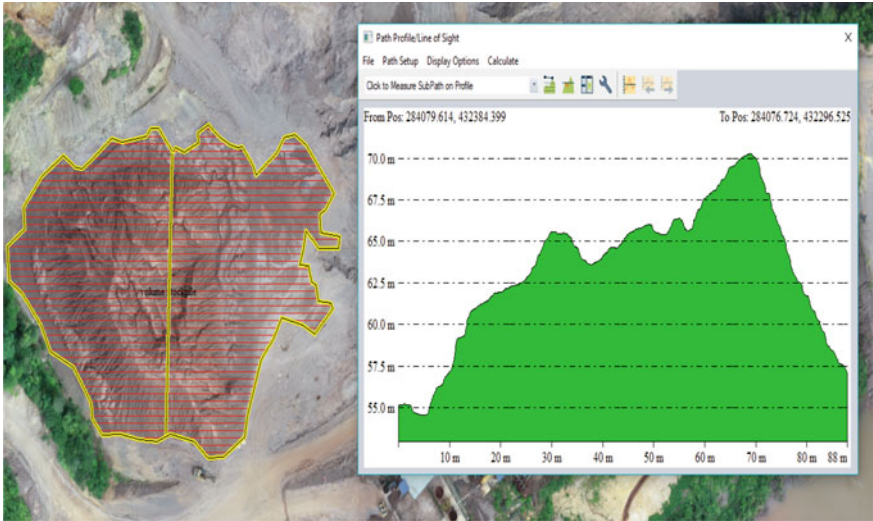 Path Profile/Line of Sight
X
File Path Setup Display Options Calculate
Click to Measure SubPath on Profile
From Pos: 284079.614, 432384.399
To Pos: 284076.724, 432296.525
70.0 m
67.5 m
65.0 m
62.5 m
60.0 m
57.5 m
55.0 m
10 m 20 m 30 m 40 m 50 m 60 m 70 m 80 m 88 m